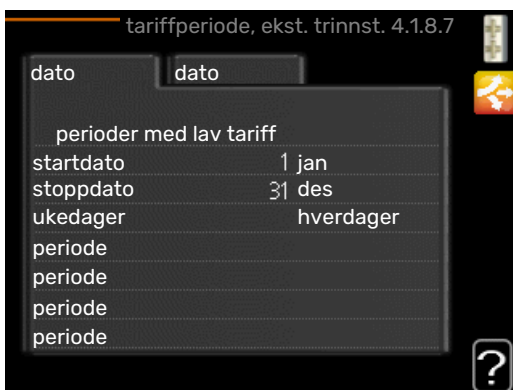 tariffperiode, ekst. trinnst. 4.1.8.7
dato
dato
perioder med lav tariff
startdato 1 jan
stoppdato 31 des
ukedager hverdager
periode
periode
periode
periode
?